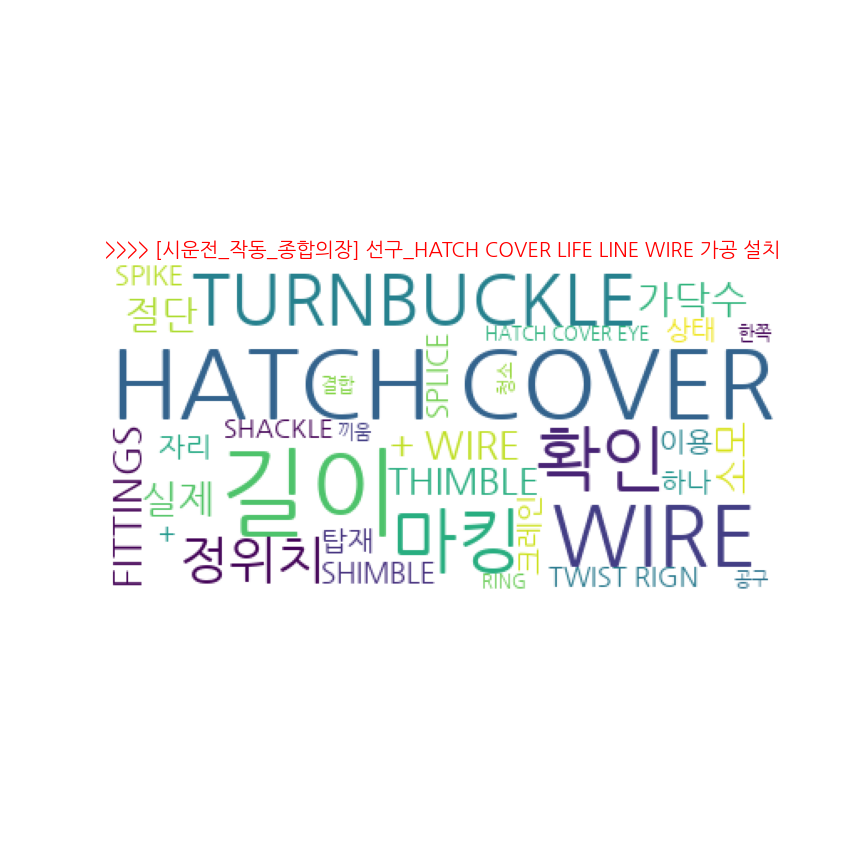 >>>> [시운전_작동_종합의장] 선구_HATCH COVER LIFE LINE WIRE 가공 설치
SPIKE
TURNBUCKLE
가닥수
절단
HATCH COVER EYE
상태
한쪽
HATCH COVER
결합
SPLICE
청소
SHACKLE
끼움
자리
+ WIRE
확인
이용
소모
FITTINGS
길이
THIMBLE
하나
실제
마킹
크레인
WIRE
+
정위치
탑재
SHIMBLE
RING
TWIST RIGN
공구